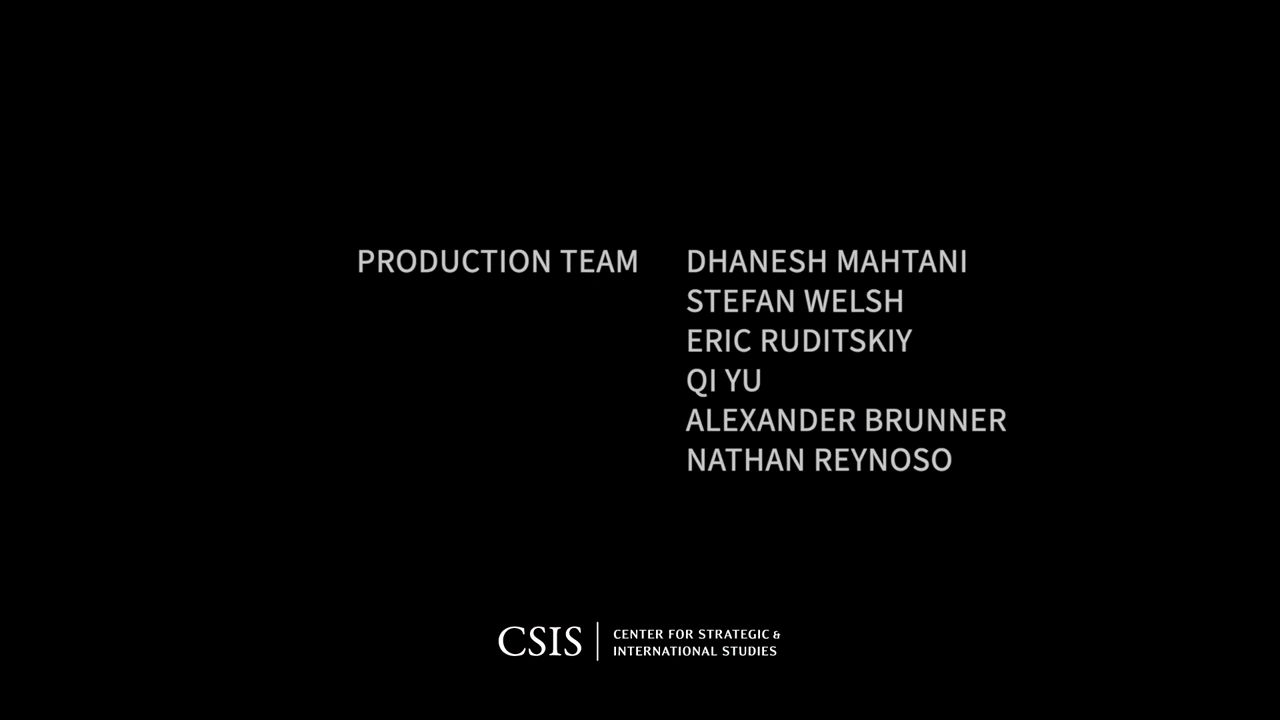 PRODUCTION TEAM DHANESH MAHTANI
STEFAN WELSH
ERIC RUDITSKIY
QI YU
ALEXANDER BRUNNER
NATHAN REYNOSO
CSIS CENTER FOR STRATEGIC &
INTERNATIONAL STUDIES